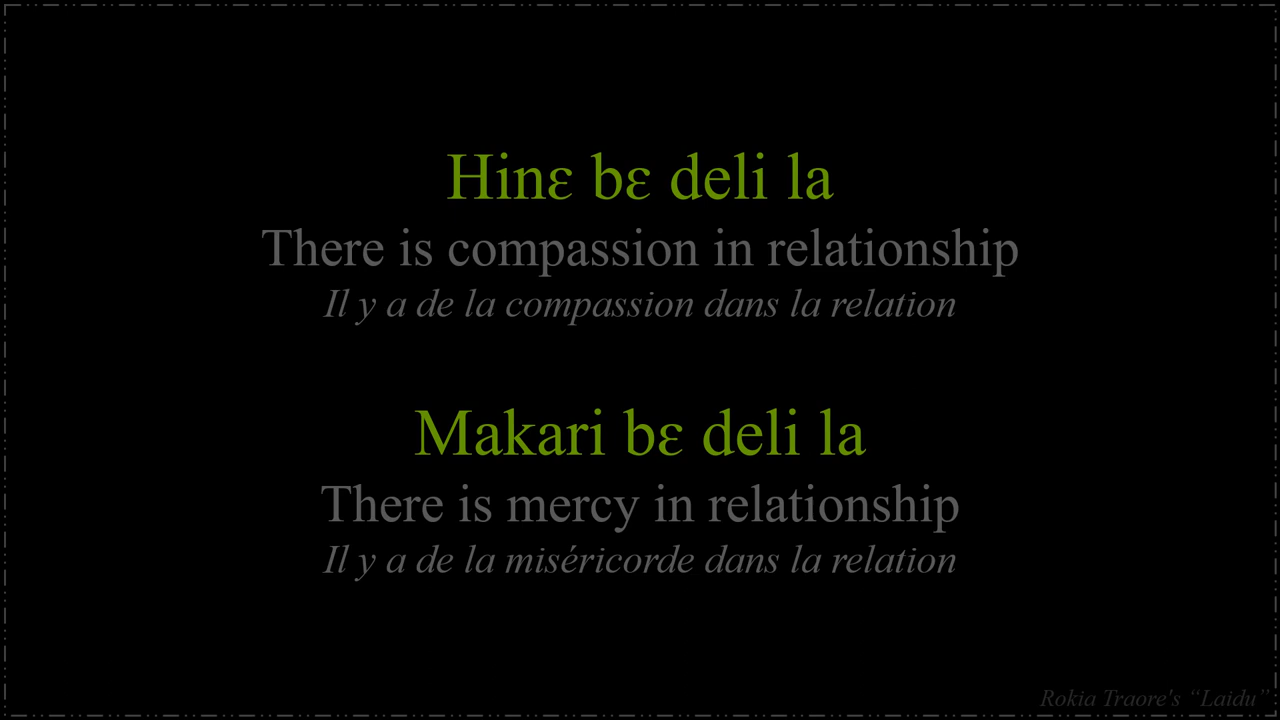 Hinɛ bɛ deli la
There is compassion in relationship
Il y a de la compassion dans la relation
Makari bɛ deli la
There is mercy in relationship
Il y a de la miséricorde dans la relation
Rokia Traore's “Laidu”